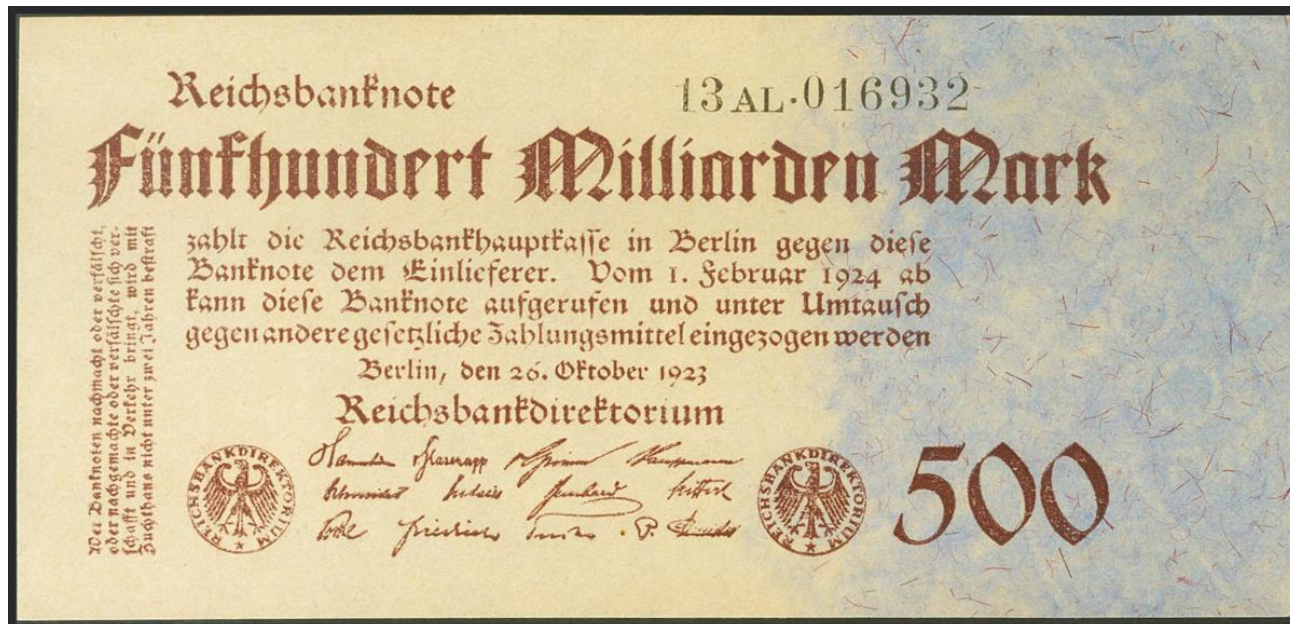 Reichsbanknote
13AL·016932
Fünfhundert Milliarden Mark
zahlt die Reichsbankhauptkasse in Berlin gegen diese
Banknote dem Einlieferer. Vom 1. Februar 1924 ab
kann diese Banknote aufgerufen und unter Umtausch
gegen andere gesetzliche Zahlungsmittel eingezogen werden
Berlin, den 26. Oktober 1923
Reichsbankdirektorium
Wer Banknoten nachmacht oder verfälscht,
oder nachgemachte oder verfälschte sich ver-
schafft und in Verkehr bringt, wird mit
Zuchthaus nicht unter zwei Jahren bestraft
REICHSBANKDIREKTORIUM
REICHSBANKDIREKTORIUM
500